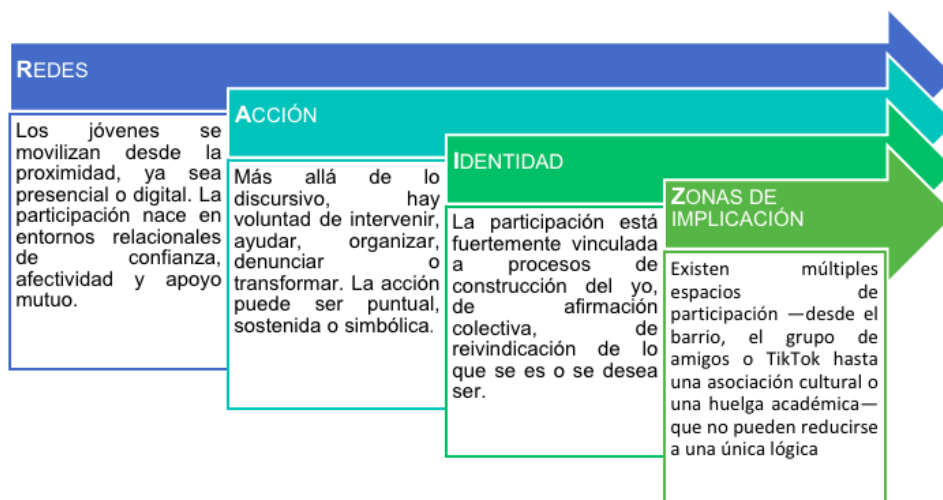 REDES
Los jóvenes se
movilizan desde la
proximidad, ya sea
presencial o digital. La
participación nace en
entornos relacionales
de confianza,
afectividad y apoyo
mutuo.
ACCIÓN
Más allá de lo
discursivo, hay
voluntad de intervenir,
ayudar, organizar,
denunciar o
transformar. La acción
puede ser puntual,
sostenida o simbólica.
IDENTIDAD
La participación está
fuertemente vinculada
a procesos de
construcción del yo,
de afirmación
colectiva, de
reivindicación de lo
que se es o se desea
ser.
ZONAS DE
IMPLICACIÓN
Existen múltiples
espacios de
participación —desde el
barrio, el grupo de
amigos o TikTok hasta
una asociación cultural o
una huelga académica—
que no pueden reducirse
a una única lógica